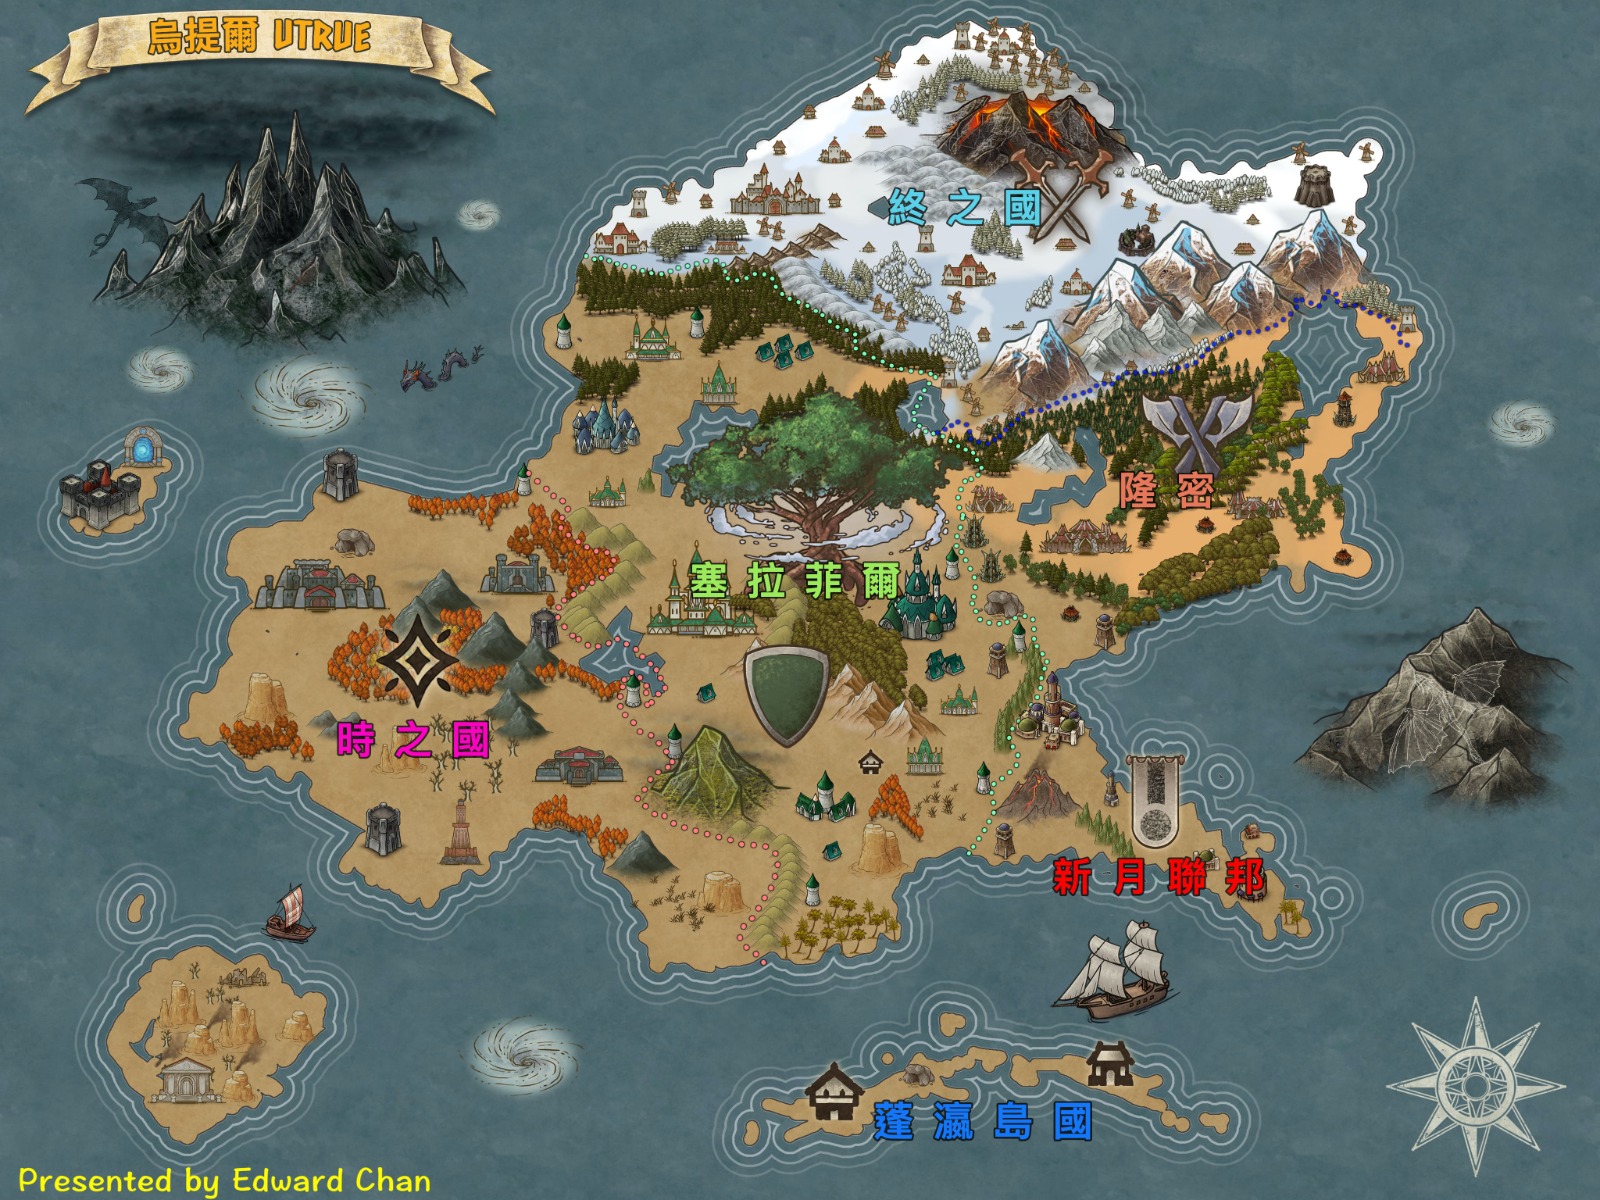 烏提爾 UTRUE
終之國
隆密
塞拉菲爾
時之國
新月聯邦
蓬瀛島國
Presented by Edward Chan